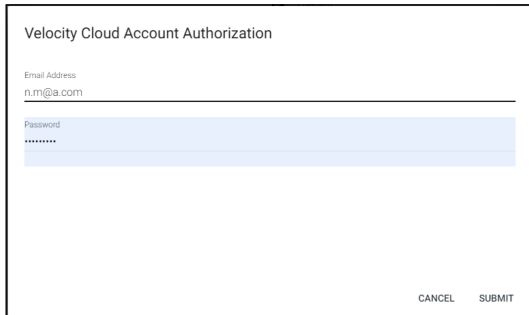 Velocity Cloud Account Authorization
Email Address
n.m@a.com
Password
•••••••••
CANCEL SUBMIT